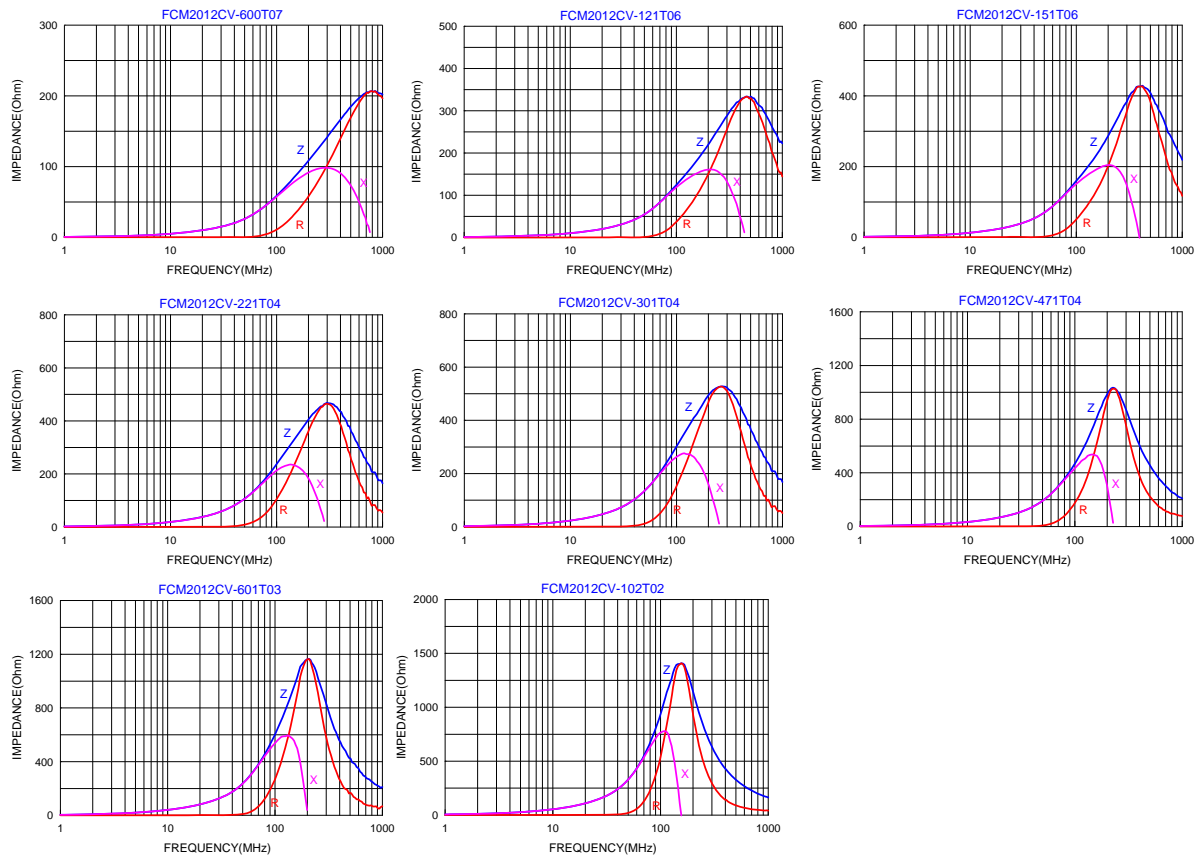 FCM2012CV-600T07
300
200
100
0
IMPEDANCE(Ohm)
Z
X
R
1 10 100 1000
FREQUENCY(MHz)
FCM2012CV-121T06
500
400
300
200
100
0
IMPEDANCE(Ohm)
Z
X
R
1 10 100 1000
FREQUENCY(MHz)
FCM2012CV-151T06
600
400
200
0
IMPEDANCE(Ohm)
Z
X
R
1 10 100 1000
FREQUENCY(MHz)
FCM2012CV-221T04
800
600
400
200
0
IMPEDANCE(Ohm)
Z
X
R
1 10 100 1000
FREQUENCY(MHz)
FCM2012CV-301T04
800
600
400
200
0
IMPEDANCE(Ohm)
Z
X
R
1 10 100 1000
FREQUENCY(MHz)
FCM2012CV-471T04
1600
1200
800
400
0
IMPEDANCE(Ohm)
Z
X
R
1 10 100 1000
FREQUENCY(MHz)
FCM2012CV-601T03
1600
1200
800
400
0
IMPEDANCE(Ohm)
Z
X
R
1 10 100 1000
FREQUENCY(MHz)
FCM2012CV-102T02
2000
1750
1500
1250
1000
750
500
250
0
IMPEDANCE(Ohm)
Z
X
R
1 10 100 1000
FREQUENCY(MHz)